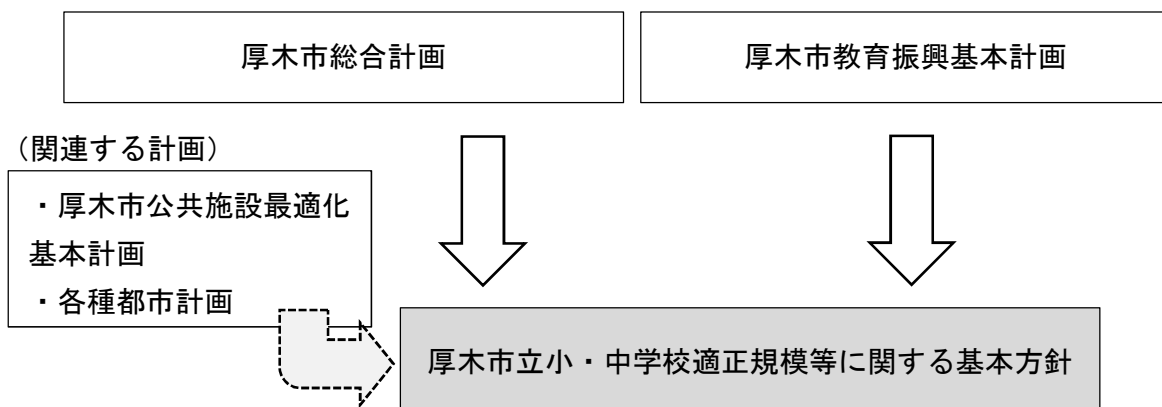 厚木市総合計画
厚木市教育振興基本計画
（関連する計画）
・厚木市公共施設最適化
基本計画
・各種都市計画
厚木市立小・中学校適正規模等に関する基本方針